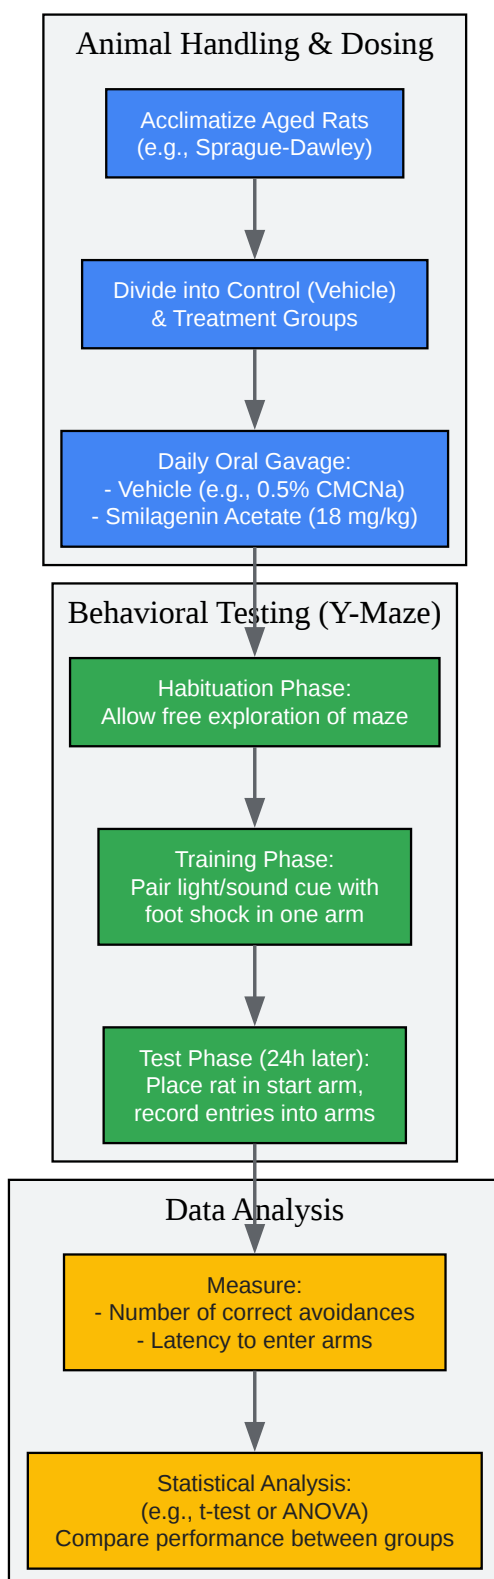 Animal Handling & Dosing
Acclimatize Aged Rats
(e.g., Sprague-Dawley)
Divide into Control (Vehicle)
& Treatment Groups
Daily Oral Gavage:
- Vehicle (e.g., 0.5% CMCNa)
- Smilagenin Acetate (18 mg/kg)
Behavioral Testing (Y-Maze)
Habituation Phase:
Allow free exploration of maze
Training Phase:
Pair light/sound cue with
foot shock in one arm
Test Phase (24h later):
Place rat in start arm,
record entries into arms
Data Analysis
Measure:
- Number of correct avoidances
- Latency to enter arms
Statistical Analysis:
(e.g., t-test or ANOVA)
Compare performance between groups